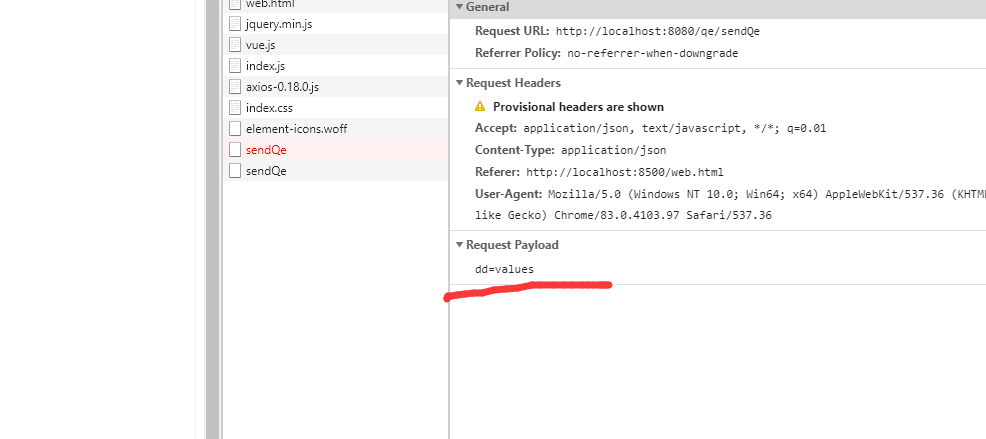 web.html
jquery.min.js
vue.js
index.js
axios-0.18.0.js
index.css
element-icons.woff
sendQe
sendQe
General
Request URL: http://localhost:8080/qe/sendQe
Referrer Policy: no-referrer-when-downgrade
Request Headers
Provisional headers are shown
Accept: application/json, text/javascript, */*; q=0.01
Content-Type: application/json
Referer: http://localhost:8500/web.html
User-Agent: Mozilla/5.0 (Windows NT 10.0; Win64; x64) AppleWebKit/537.36 (KHTM
like Gecko) Chrome/83.0.4103.97 Safari/537.36
Request Payload
dd=values